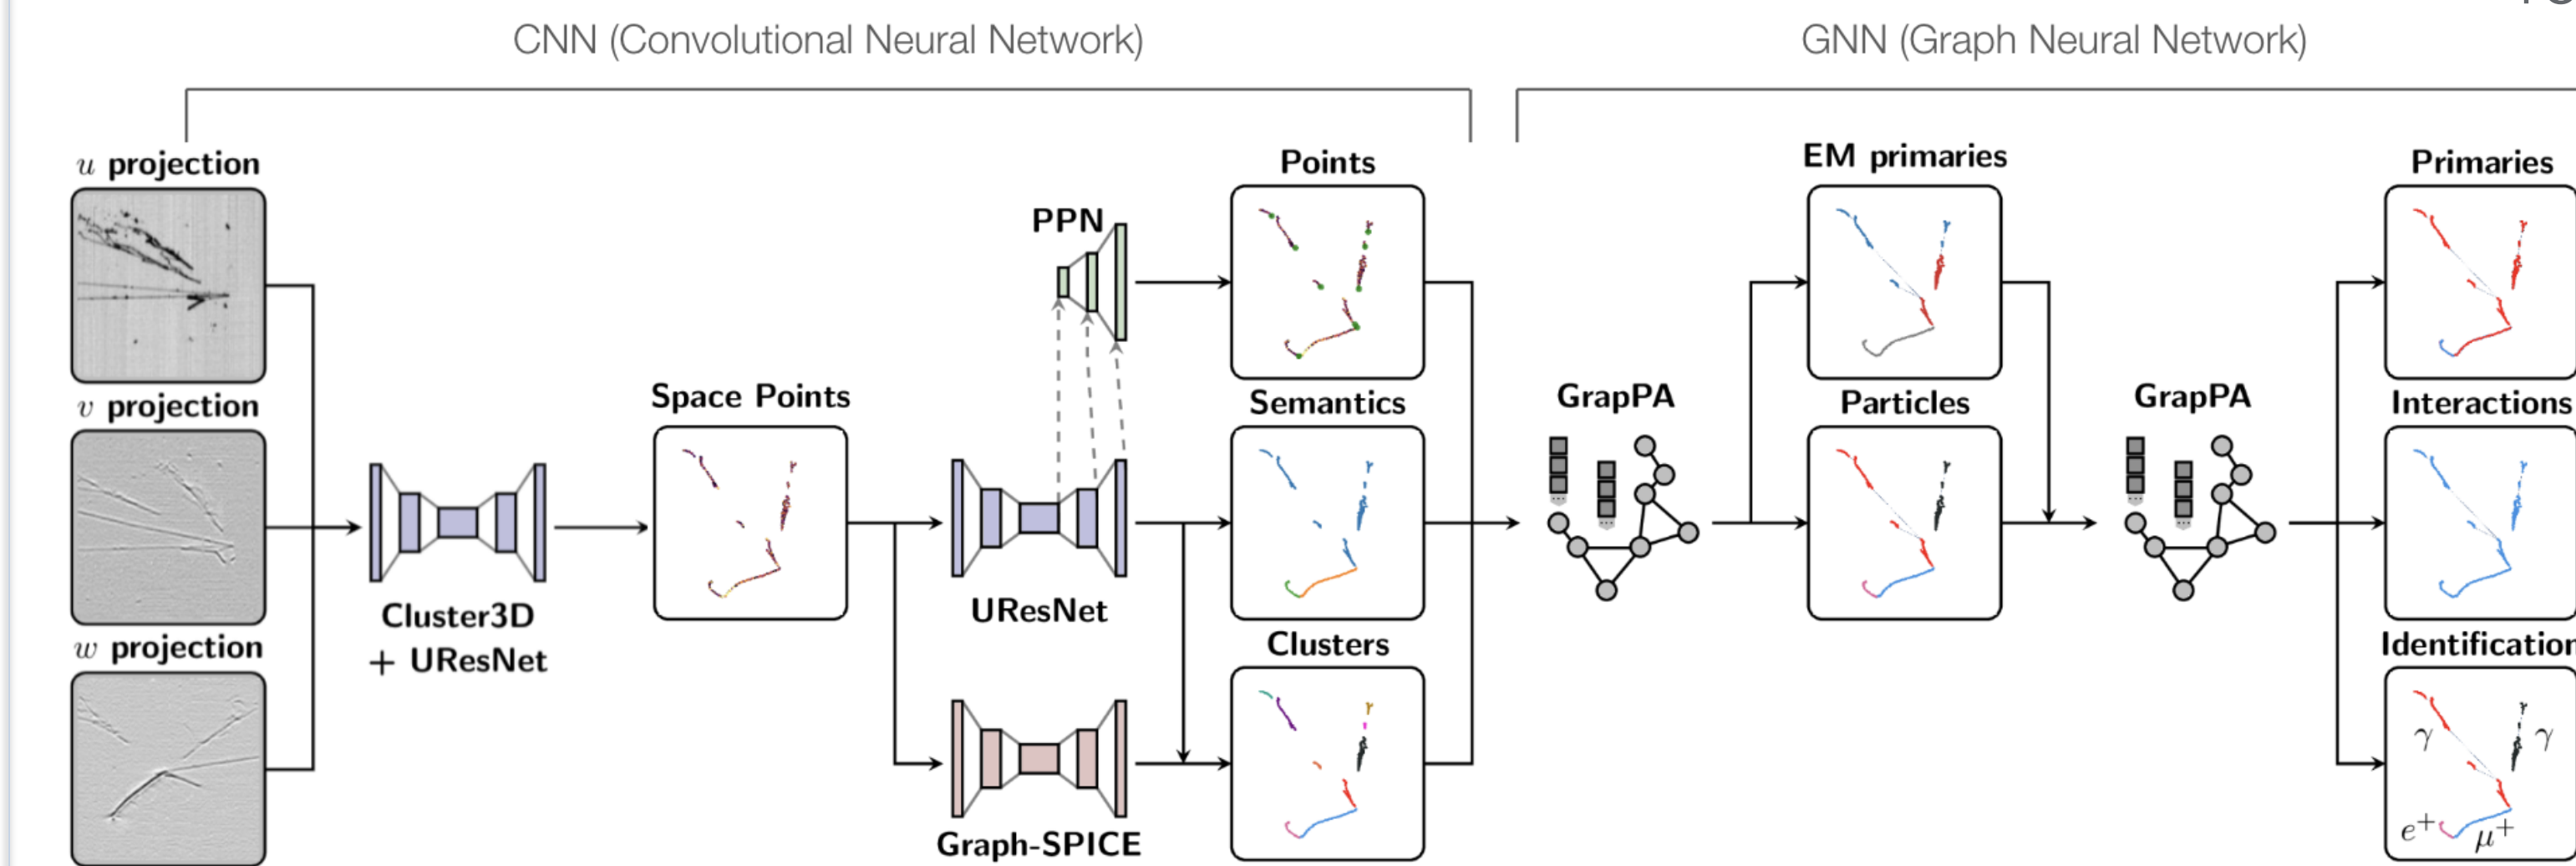 CNN (Convolutional Neural Network)
GNN (Graph Neural Network)
u projection
v projection
w projection
Cluster3D
+ UResNet
Space Points
PPN
UResNet
Graph-SPICE
Points
Semantics
Clusters
GrapPA
EM primaries
Particles
GrapPA
Primaries
Interactions
Identification
γ
γ
e+
μ+